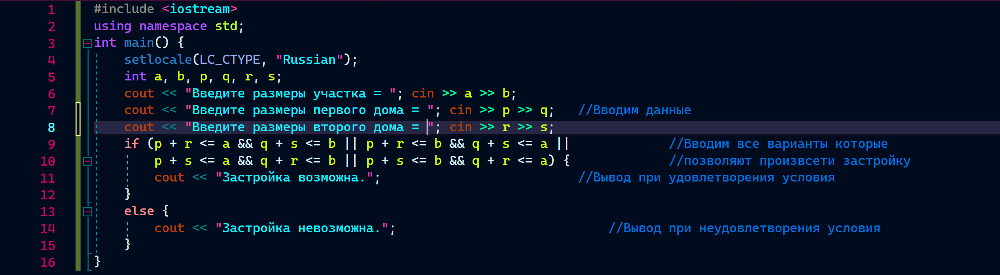 1 #include <iostream>
2 using namespace std;
3 int main() {
4 setlocale(LC_CTYPE, "Russian");
5 int a, b, p, q, r, s;
6 cout << "Введите размеры участка = "; cin >> a >> b;
7 cout << "Введите размеры первого дома = "; cin >> p >> q; //Вводим данные
8 cout << "Введите размеры второго дома = "; cin >> r >> s;
9 if (p + r <= a && q + s <= b || p + r <= b && q + s <= a || //Вводим все варианты которые
10 p + s <= a && q + r <= b || p + s <= b && q + r <= a) { //позволяют произвсети застройку
11 cout << "Застройка возможна."; //Вывод при удовлетворения условия
12 }
13 else {
14 cout << "Застройка невозможна."; //Вывод при неудовлетворения условия
15 }
16 }